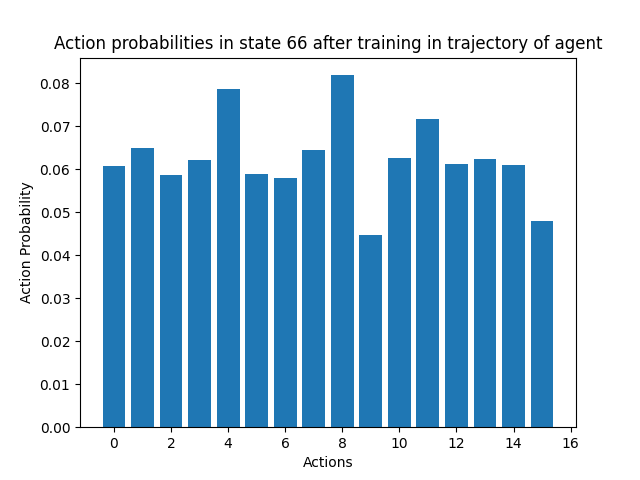 Action probabilities in state 66 after training in trajectory of agent
0.08
0.07
0.06
0.05
0.04
0.03
0.02
0.01
0.00
Action Probability
0 2 4 6 8 10 12 14 16
Actions